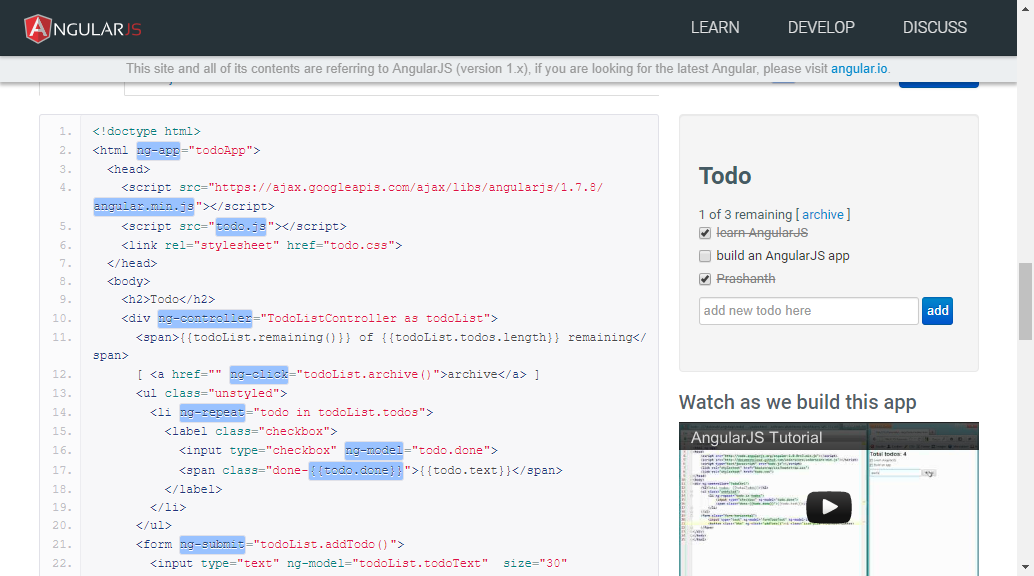 ANGULARJS
LEARN DEVELOP DISCUSS
This site and all of its contents are referring to AngularJS (version 1.x), if you are looking for the latest Angular, please visit angular.io.
1. <!doctype html>
2. <html ng-app="todoApp">
3. <head>
4. <script src="https://ajax.googleapis.com/ajax/libs/angularjs/1.7.8/
angular.min.js"></script>
5. <script src="todo.js"></script>
6. <link rel="stylesheet" href="todo.css">
7. </head>
8. <body>
9. <h2>Todo</h2>
10. <div ng-controller="TodoListController as todoList">
11. <span>{{todoList.remaining()}} of {{todoList.todos.length}} remaining</
span>
12. [ <a href="" ng-click="todoList.archive()">archive</a> ]
13. <ul class="unstyled">
14. <li ng-repeat="todo in todoList.todos">
15. <label class="checkbox">
16. <input type="checkbox" ng-model="todo.done">
17. <span class="done-{{todo.done}}">{{todo.text}}</span>
18. </label>
19. </li>
20. </ul>
21. <form ng-submit="todoList.addTodo()">
22. <input type="text" ng-model="todoList.todoText" size="30"
Todo
1 of 3 remaining [ archive ]
learn AngularJS
build an AngularJS app
Prashanth
add new todo here add
Watch as we build this app
AngularJS Tutorial
Total todos: 4